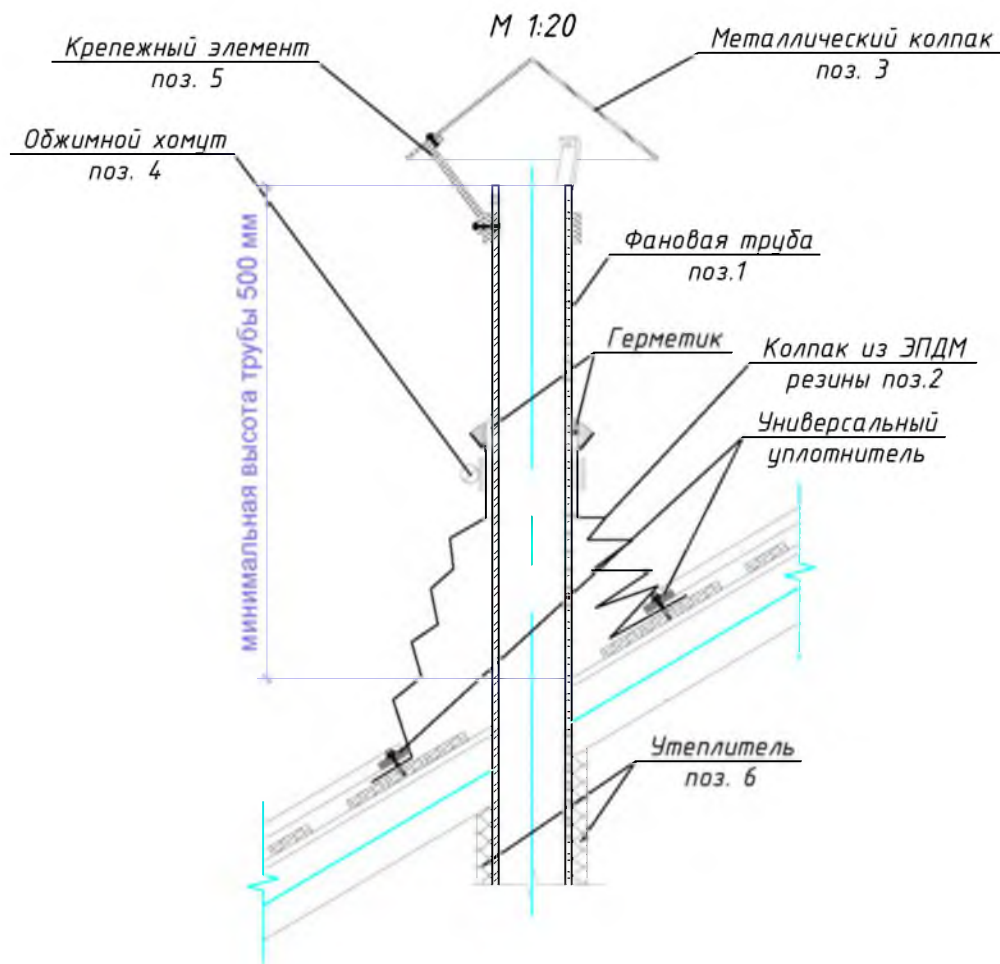 М 1:20
Крепежный элемент
поз. 5
Металлический колпак
поз. 3
Обжимной хомут
поз. 4
минимальная высота трубы 500 мм
Фановая труба
поз.1
Герметик
Колпак из ЭПДМ
резины поз.2
Универсальный
уплотнитель
Утеплитель
поз. 6